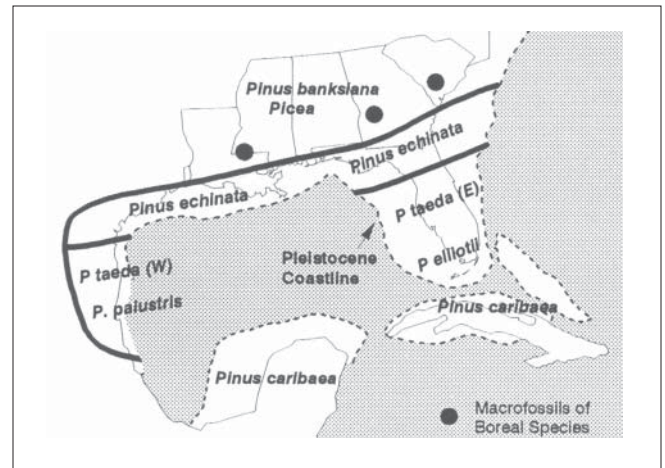 Pinus banksiana
Picea
Pinus echinata
Pinus echinata
P taeda (E)
P taeda (W)
Pleistocene
Coastline
P elliotii
P. palustris
Pinus caribaea
Pinus caribaea
Macrofossils of
Boreal Species